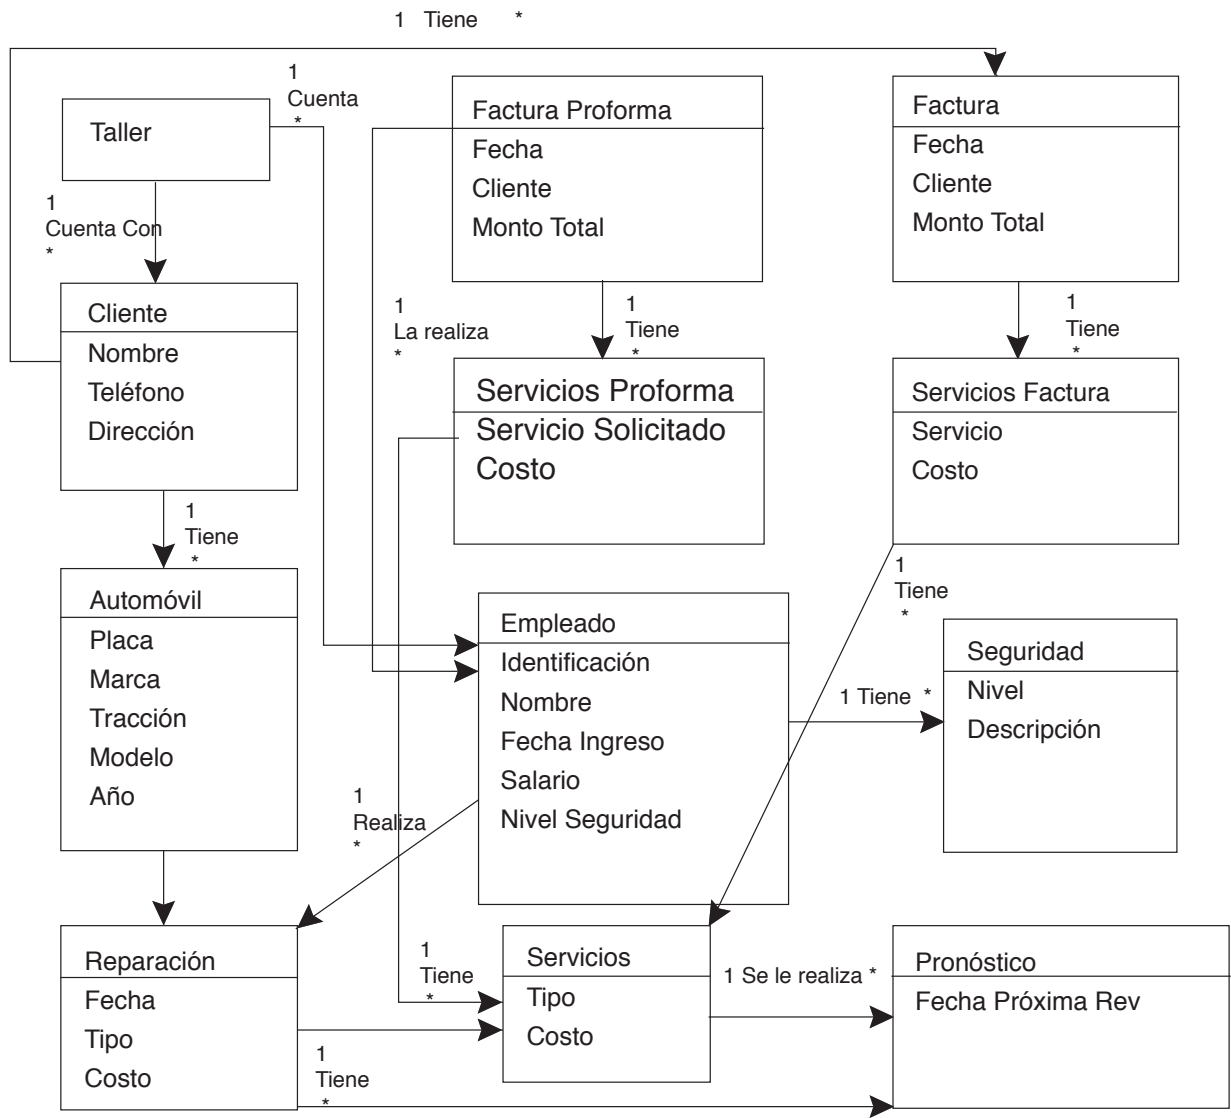 1 Tiene *
1
Cuenta
*
Taller
Factura Proforma
Fecha
Cliente
Monto Total
Factura
Fecha
Cliente
Monto Total
1
Cuenta Con
*
Cliente
Nombre
Teléfono
Dirección
1
La realiza
*
1
Tiene
*
1
Tiene
*
Servicios Proforma
Servicio Solicitado
Costo
Servicios Factura
Servicio
Costo
1
Tiene
*
1
Tiene
*
Automóvil
Placa
Marca
Tracción
Modelo
Año
Empleado
Identificación
Nombre
Fecha Ingreso
Salario
Nivel Seguridad
1 Tiene *
Seguridad
Nivel
Descripción
1
Realiza
*
Reparación
Fecha
Tipo
Costo
1
Tiene
*
Servicios
Tipo
Costo
1 Se le realiza *
Pronóstico
Fecha Próxima Rev
1
Tiene
*